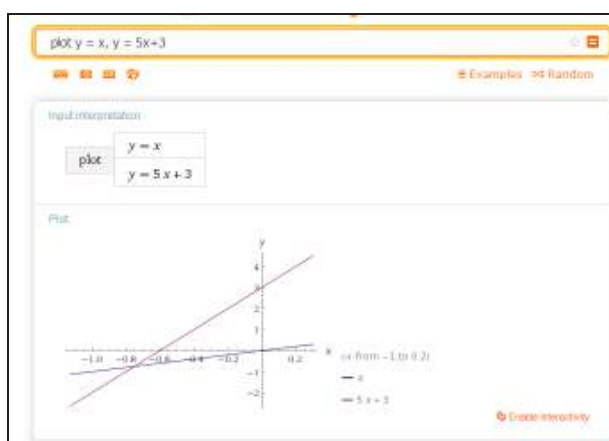 plot y = x, y = 5x+3
Examples Random
Input interpretation:
plot
y = x
y = 5 x + 3
Plot:
y
4
3
2
1
x
-1.0 -0.8 -0.6 -0.4 -0.2 0.2
-1
-2
(x from -1 to 0.2)
x
5 x + 3
Enable interactivity